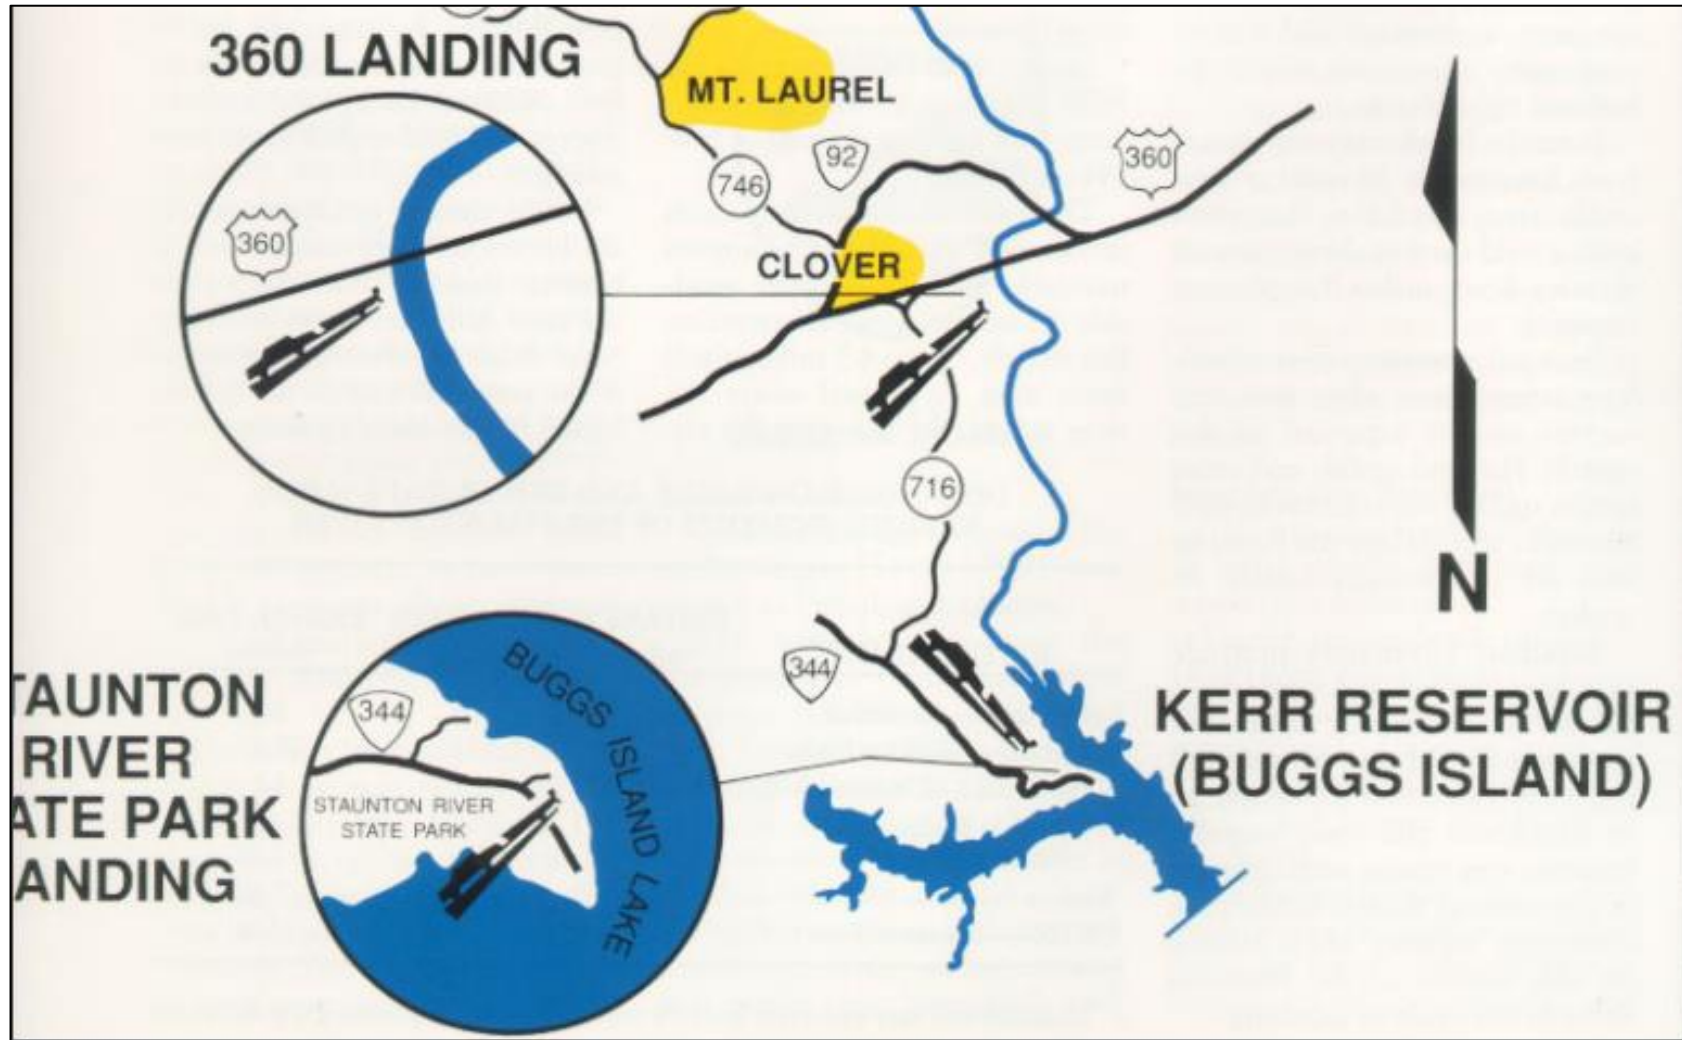 360 LANDING
MT. LAUREL
92
360
746
360
CLOVER
716
N
344
TAUNTON
RIVER
ATE PARK
ANDING
BUGGS ISLAND LAKE
344
STAUNTON RIVER
STATE PARK
KERR RESERVOIR
(BUGGS ISLAND)